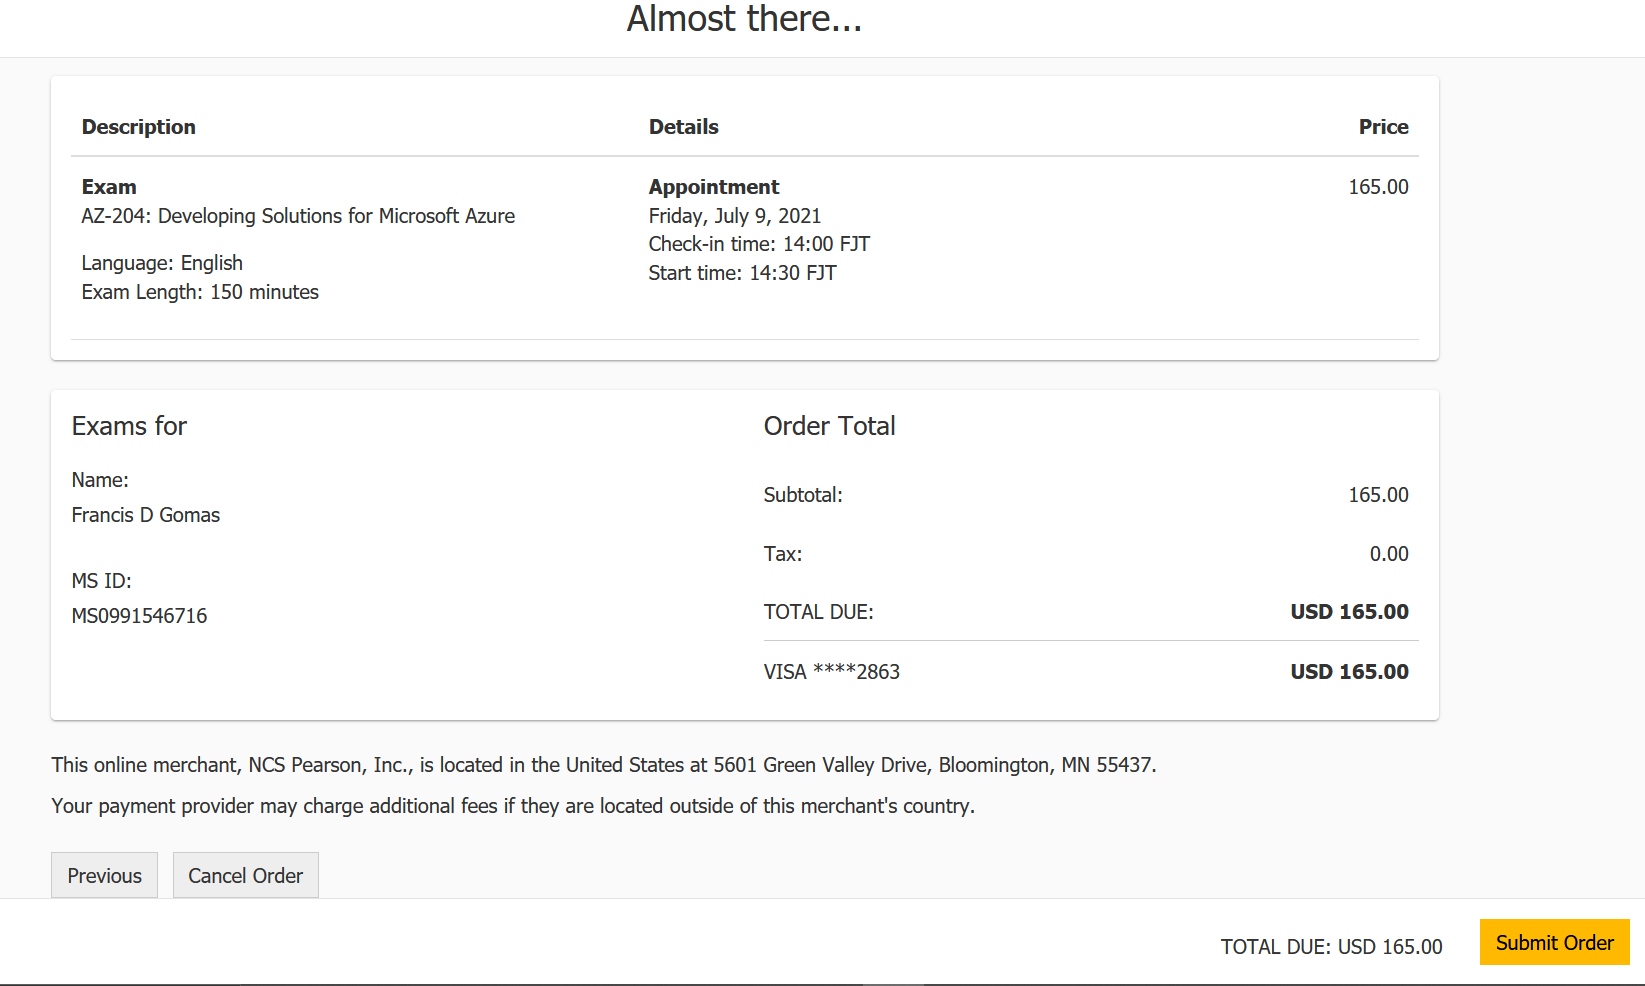 Almost there...
Description Details Price
Exam Appointment 165.00
AZ-204: Developing Solutions for Microsoft Azure Friday, July 9, 2021
Check-in time: 14:00 FJT
Language: English Start time: 14:30 FJT
Exam Length: 150 minutes
Exams for
Name:
Francis D Gomas
MS ID:
MS0991546716
Order Total
Subtotal: 165.00
Tax: 0.00
TOTAL DUE: USD 165.00
VISA ****2863 USD 165.00
This online merchant, NCS Pearson, Inc., is located in the United States at 5601 Green Valley Drive, Bloomington, MN 55437.
Your payment provider may charge additional fees if they are located outside of this merchant's country.
Previous Cancel Order
TOTAL DUE: USD 165.00 Submit Order